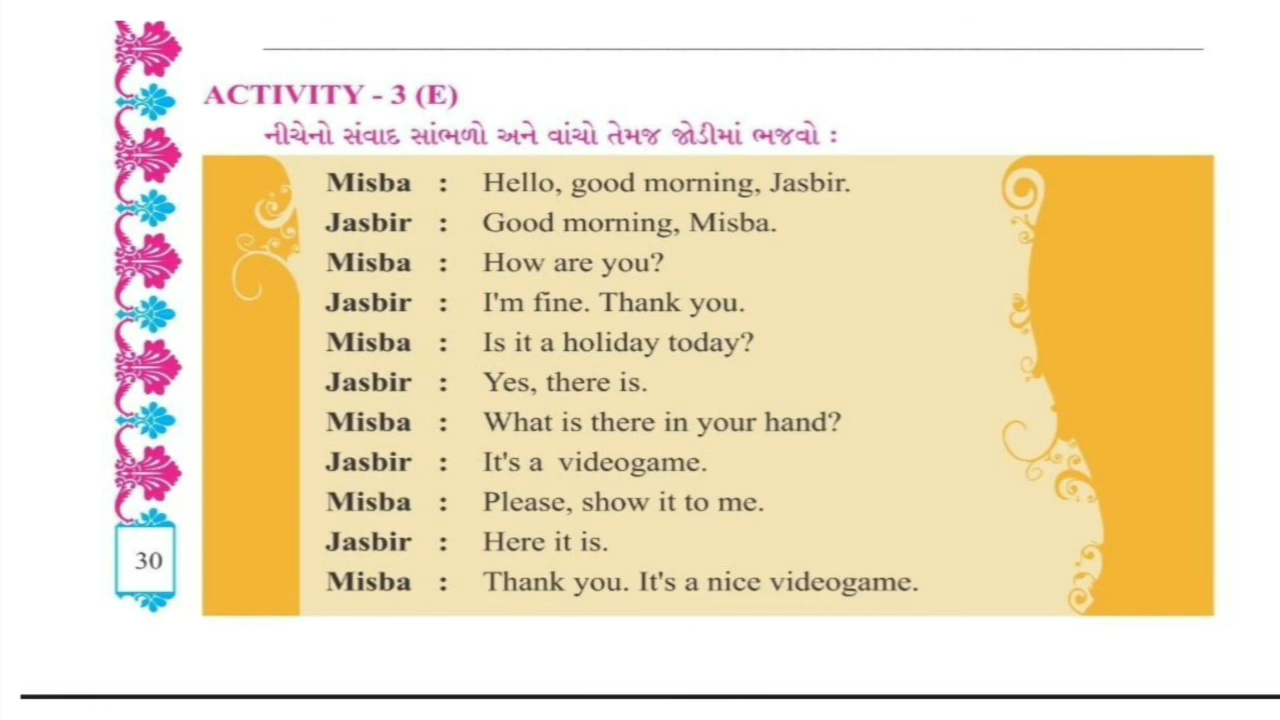 ACTIVITY - 3 (E)
નીચેનો સંવાદ સાંભળો અને વાંચો તેમજ જોડીમાં ભજવો :
Misba : Hello, good morning, Jasbir.
Jasbir : Good morning, Misba.
Misba : How are you?
Jasbir : I'm fine. Thank you.
Misba : Is it a holiday today?
Jasbir : Yes, there is.
Misba : What is there in your hand?
Jasbir : It's a videogame.
Misba : Please, show it to me.
Jasbir : Here it is.
Misba : Thank you. It's a nice videogame.
30